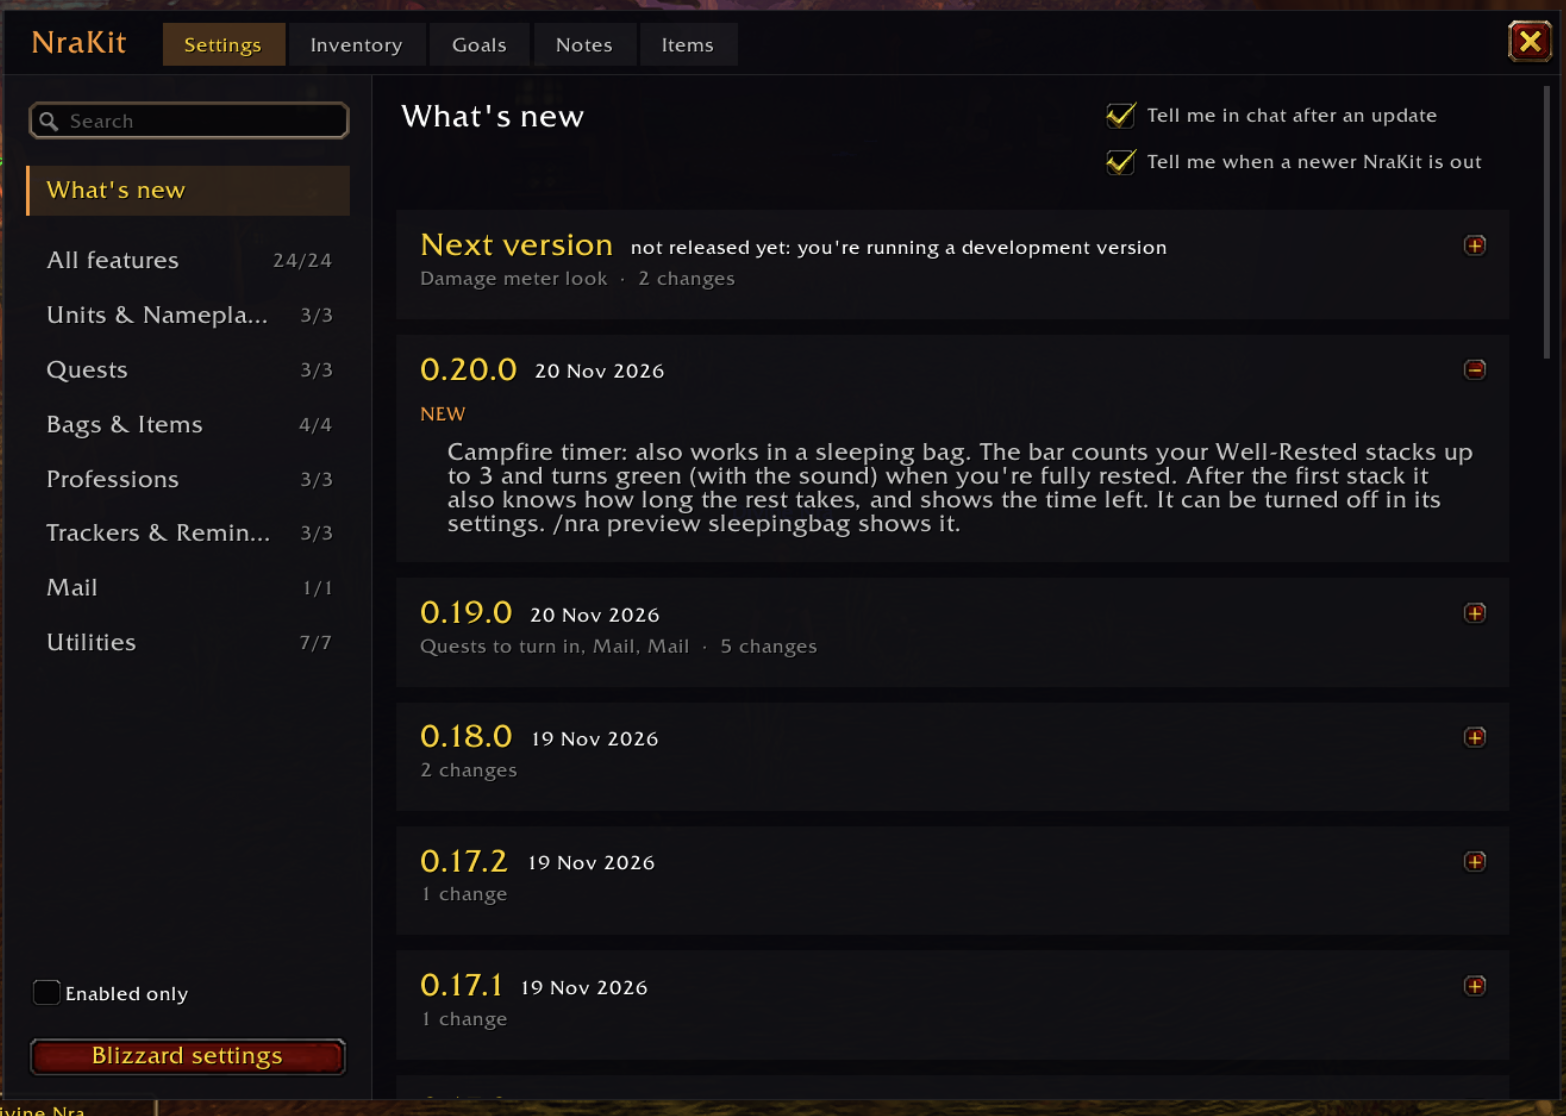 NraKit
Settings
Inventory
Goals
Notes
Items
Search
What's new
All features 24/24
Units & Namepla... 3/3
Quests 3/3
Bags & Items 4/4
Professions 3/3
Trackers & Remin... 3/3
Mail 1/1
Utilities 7/7
Enabled only
Blizzard settings
What's new
Tell me in chat after an update
Tell me when a newer NraKit is out
Next version not released yet: you're running a development version
Damage meter look · 2 changes
0.20.0 20 Nov 2026
NEW
Campfire timer: also works in a sleeping bag. The bar counts your Well-Rested stacks up
to 3 and turns green (with the sound) when you're fully rested. After the first stack it
also knows how long the rest takes, and shows the time left. It can be turned off in its
settings. /nra preview sleepingbag shows it.
0.19.0 20 Nov 2026
Quests to turn in, Mail, Mail · 5 changes
0.18.0 19 Nov 2026
2 changes
0.17.2 19 Nov 2026
1 change
0.17.1 19 Nov 2026
1 change
Nra